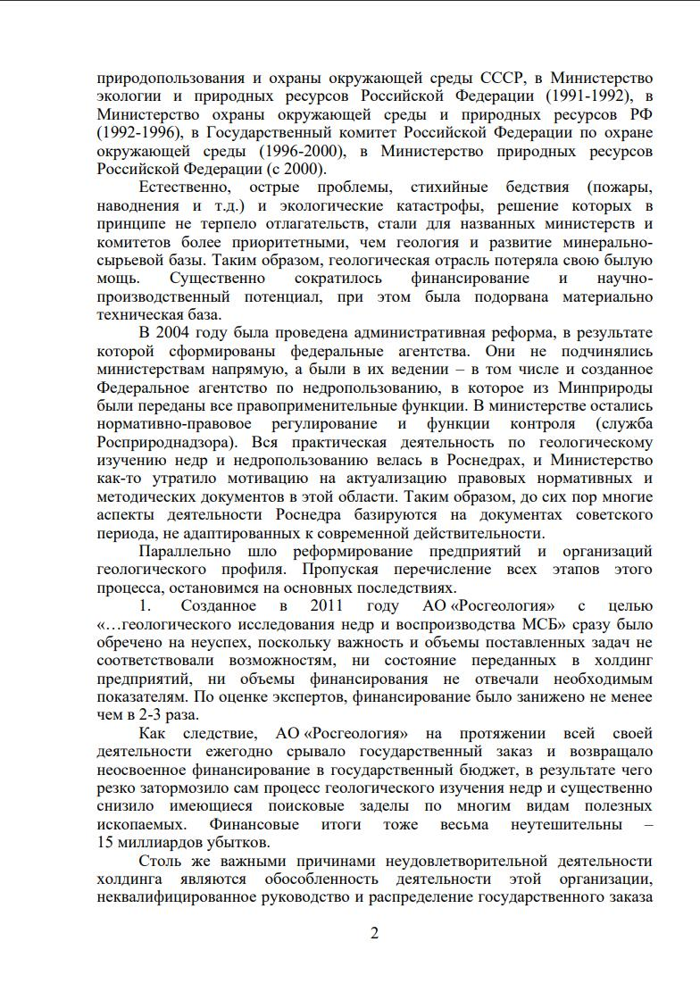 природопользования и охраны окружающей среды СССР, в Министерство
экологии и природных ресурсов Российской Федерации (1991-1992), в
Министерство охраны окружающей среды и природных ресурсов РФ
(1992-1996), в Государственный комитет Российской Федерации по охране
окружающей среды (1996-2000), в Министерство природных ресурсов
Российской Федерации (с 2000).
Естественно, острые проблемы, стихийные бедствия (пожары,
наводнения и т.д.) и экологические катастрофы, решение которых в
принципе не терпело отлагательств, стали для названных министерств и
комитетов более приоритетными, чем геология и развитие минерально-
сырьевой базы. Таким образом, геологическая отрасль потеряла свою былую
мощь. Существенно сократилось финансирование и научно-
производственный потенциал, при этом была подорвана материально
техническая база.
В 2004 году была проведена административная реформа, в результате
которой сформированы федеральные агентства. Они не подчинялись
министерствам напрямую, а были в их ведении – в том числе и созданное
Федеральное агентство по недропользованию, в которое из Минприроды
были переданы все правоприменительные функции. В министерстве остались
нормативно-правовое регулирование и функции контроля (служба
Росприроднадзора). Вся практическая деятельность по геологическому
изучению недр и недропользованию велась в Роснедрах, и Министерство
как-то утратило мотивацию на актуализацию правовых нормативных и
методических документов в этой области. Таким образом, до сих пор многие
аспекты деятельности Роснедра базируются на документах советского
периода, не адаптированных к современной действительности.
Параллельно шло реформирование предприятий и организаций
геологического профиля. Пропуская перечисление всех этапов этого
процесса, остановимся на основных последствиях.
1. Созданное в 2011 году АО «Росгеология» с целью
«…геологического исследования недр и воспроизводства МСБ» сразу было
обречено на неуспех, поскольку важность и объемы поставленных задач не
соответствовали возможностям, ни состояние переданных в холдинг
предприятий, ни объемы финансирования не отвечали необходимым
показателям. По оценке экспертов, финансирование было занижено не менее
чем в 2-3 раза.
Как следствие, АО «Росгеология» на протяжении всей своей
деятельности ежегодно срывало государственный заказ и возвращало
неосвоенное финансирование в государственный бюджет, в результате чего
резко затормозило сам процесс геологического изучения недр и существенно
снизило имеющиеся поисковые заделы по многим видам полезных
ископаемых. Финансовые итоги тоже весьма неутешительны –
15 миллиардов убытков.
Столь же важными причинами неудовлетворительной деятельности
холдинга являются обособленность деятельности этой организации,
неквалифицированное руководство и распределение государственного заказа
2